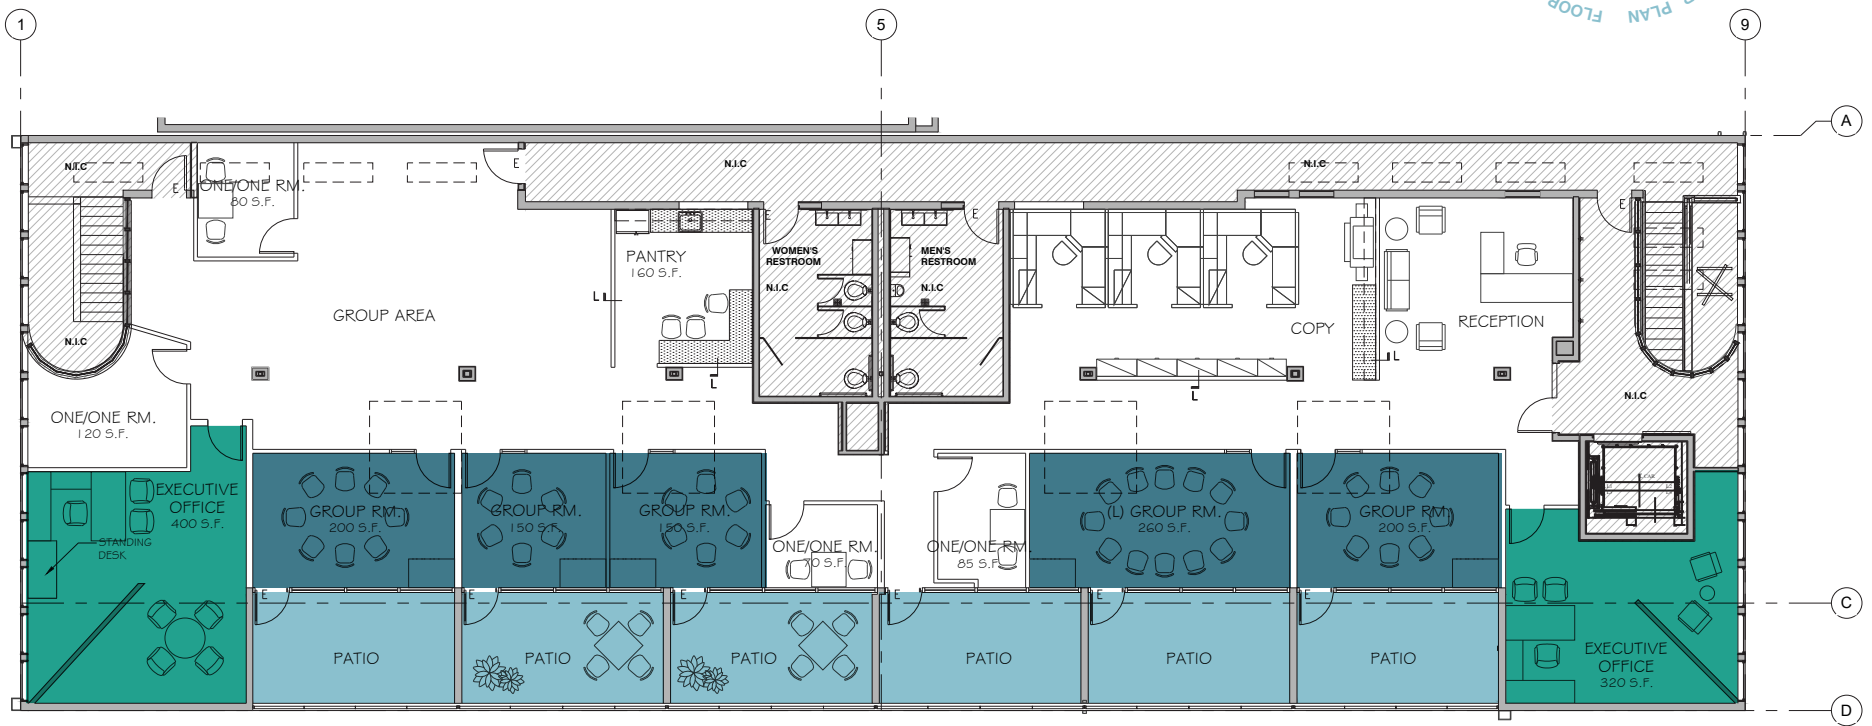 1
5
9
FLOOR PLAN
A
N.I.C
N.I.C
N.I.C
E
E
E
E
E
ONE/ONE RM.
80 S.F.
PANTRY
160 S.F.
WOMEN'S
RESTROOM
N.I.C
MEN'S
RESTROOM
N.I.C
L
GROUP AREA
COPY
RECEPTION
N.I.C
L
L
L
N.I.C
ONE/ONE RM.
120 S.F.
EXECUTIVE
OFFICE
400 S.F.
STANDING
DESK
GROUP RM.
200 S.F.
GROUP RM.
150 S.F.
GROUP RM.
150 S.F.
ONE/ONE RM.
70 S.F.
ONE/ONE RM.
85 S.F.
(L) GROUP RM.
260 S.F.
GROUP RM.
200 S.F.
E
E
E
E
E
E
C
PATIO
PATIO
PATIO
PATIO
PATIO
PATIO
EXECUTIVE
OFFICE
320 S.F.
D